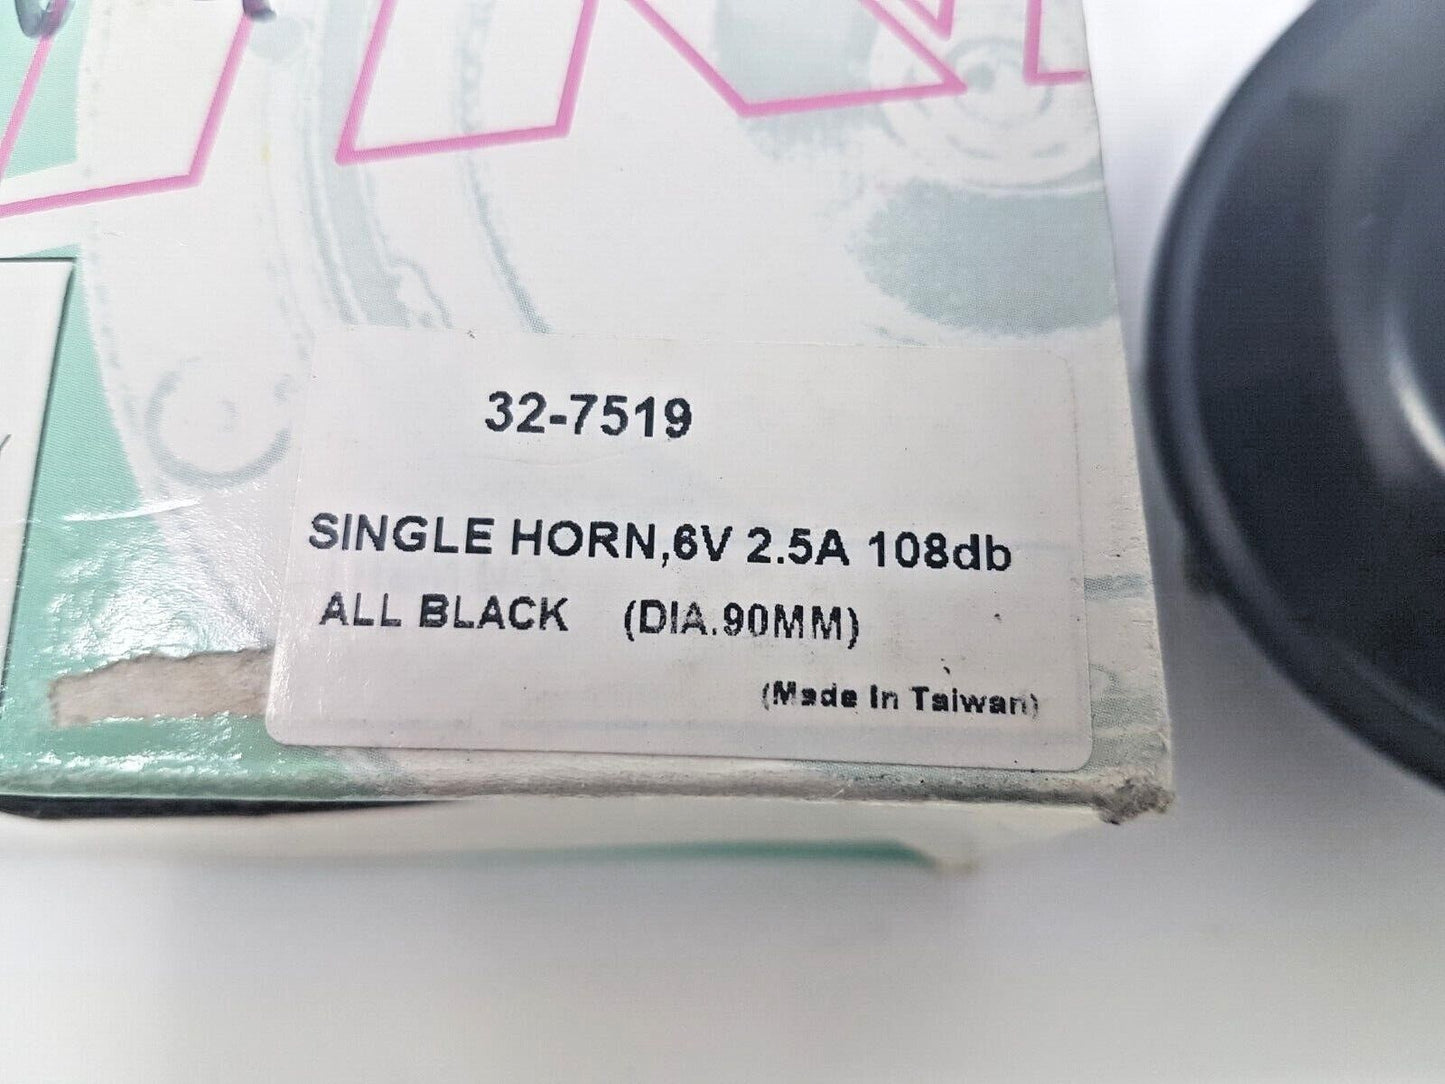 32-7519
SINGLE HORN,6V 2.5A 108db
ALL BLACK (DIA.90MM)
(Made In Taiwan)